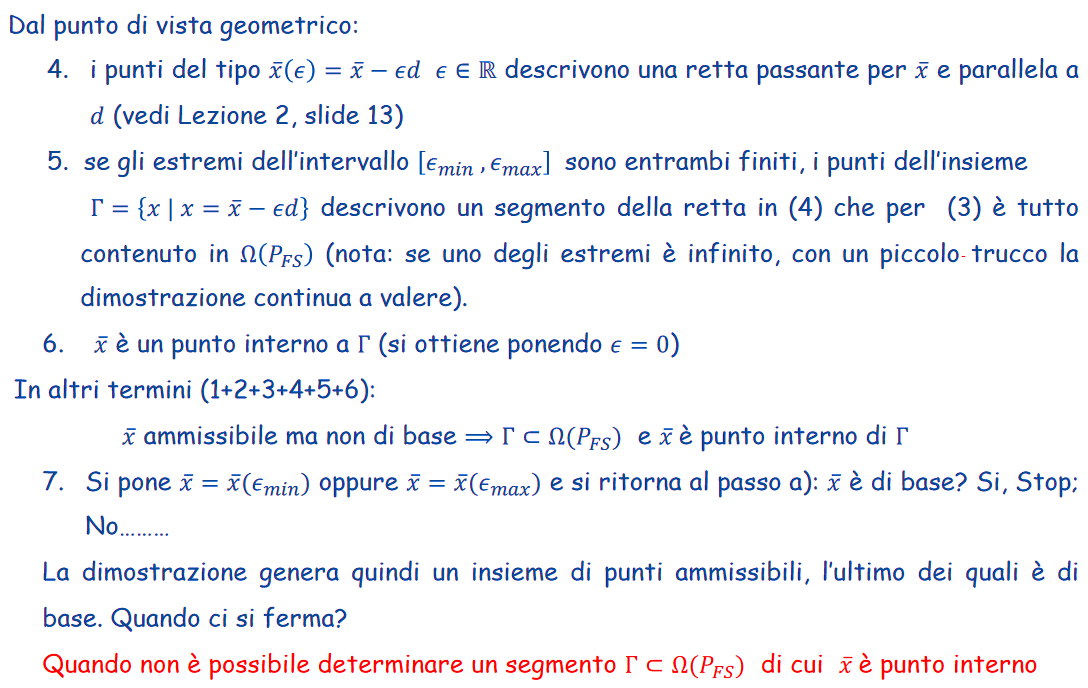 Dal punto di vista geometrico:
4. i punti del tipo x̄(ϵ) = x̄ − ϵd ϵ ∈ ℝ descrivono una retta passante per x̄ e parallela a
d (vedi Lezione 2, slide 13)
5. se gli estremi dell'intervallo [ϵ_min , ϵ_max] sono entrambi finiti, i punti dell'insieme
Γ = {x | x = x̄ − ϵd} descrivono un segmento della retta in (4) che per (3) è tutto
contenuto in Ω(P_FS) (nota: se uno degli estremi è infinito, con un piccolo trucco la
dimostrazione continua a valere).
6. x̄ è un punto interno a Γ (si ottiene ponendo ϵ = 0)
In altri termini (1+2+3+4+5+6):
x̄ ammissibile ma non di base ⟹ Γ ⊂ Ω(P_FS) e x̄ è punto interno di Γ
7. Si pone x̄ = x̄(ϵ_min) oppure x̄ = x̄(ϵ_max) e si ritorna al passo a): x̄ è di base? Si, Stop;
No………
La dimostrazione genera quindi un insieme di punti ammissibili, l'ultimo dei quali è di
base. Quando ci si ferma?
Quando non è possibile determinare un segmento Γ ⊂ Ω(P_FS) di cui x̄ è punto interno